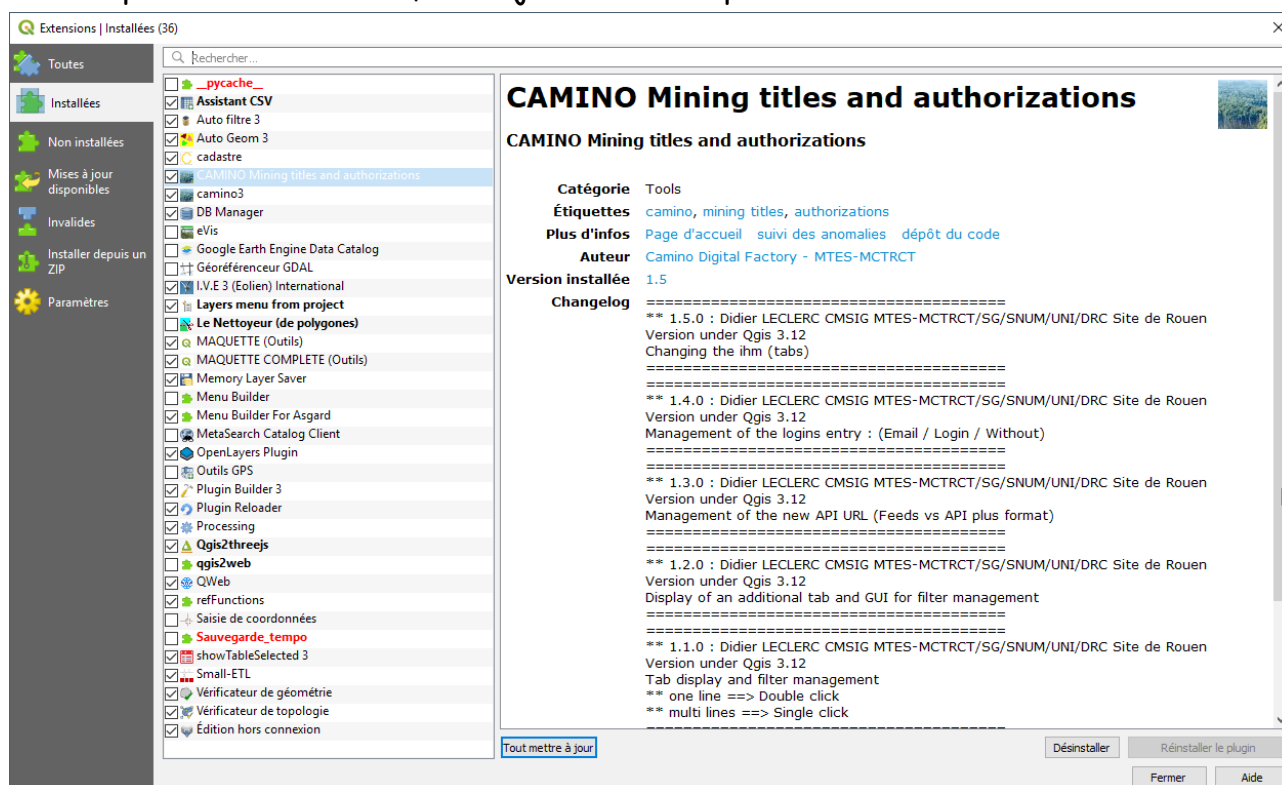 Extensions | Installées (36)
Toutes
Installées
Non installées
Mises à jour
disponibles
Invalides
Installer depuis un
ZIP
Paramètres
Rechercher...
__pycache__
Assistant CSV
Auto filtre 3
Auto Geom 3
cadastre
CAMINO Mining titles and authorizations
camino3
DB Manager
eVis
Google Earth Engine Data Catalog
Géoréférenceur GDAL
I.V.E 3 (Eolien) International
Layers menu from project
Le Nettoyeur (de polygones)
MAQUETTE (Outils)
MAQUETTE COMPLETE (Outils)
Memory Layer Saver
Menu Builder
Menu Builder For Asgard
MetaSearch Catalog Client
OpenLayers Plugin
Outils GPS
Plugin Builder 3
Plugin Reloader
Processing
Qgis2threejs
qgis2web
QWeb
refFunctions
Saisie de coordonnées
Sauvegarde_tempo
showTableSelected 3
Small-ETL
Vérificateur de géométrie
Vérificateur de topologie
Édition hors connexion
CAMINO Mining titles and authorizations
CAMINO Mining titles and authorizations
Catégorie Tools
Étiquettes camino, mining titles, authorizations
Plus d'infos Page d'accueil suivi des anomalies dépôt du code
Auteur Camino Digital Factory - MTES-MCTRCT
Version installée 1.5
Changelog =======================================
** 1.5.0 : Didier LECLERC CMSIG MTES-MCTRCT/SG/SNUM/UNI/DRC Site de Rouen
Version under Qgis 3.12
Changing the ihm (tabs)
=======================================
=======================================
** 1.4.0 : Didier LECLERC CMSIG MTES-MCTRCT/SG/SNUM/UNI/DRC Site de Rouen
Version under Qgis 3.12
Management of the logins entry : (Email / Login / Without)
=======================================
=======================================
** 1.3.0 : Didier LECLERC CMSIG MTES-MCTRCT/SG/SNUM/UNI/DRC Site de Rouen
Version under Qgis 3.12
Management of the new API URL (Feeds vs API plus format)
=======================================
=======================================
** 1.2.0 : Didier LECLERC CMSIG MTES-MCTRCT/SG/SNUM/UNI/DRC Site de Rouen
Version under Qgis 3.12
Display of an additional tab and GUI for filter management
=======================================
=======================================
** 1.1.0 : Didier LECLERC CMSIG MTES-MCTRCT/SG/SNUM/UNI/DRC Site de Rouen
Version under Qgis 3.12
Tab display and filter management
** one line ==> Double click
** multi lines ==> Single click
=======================================
Tout mettre à jour
Désinstaller
Réinstaller le plugin
Fermer
Aide